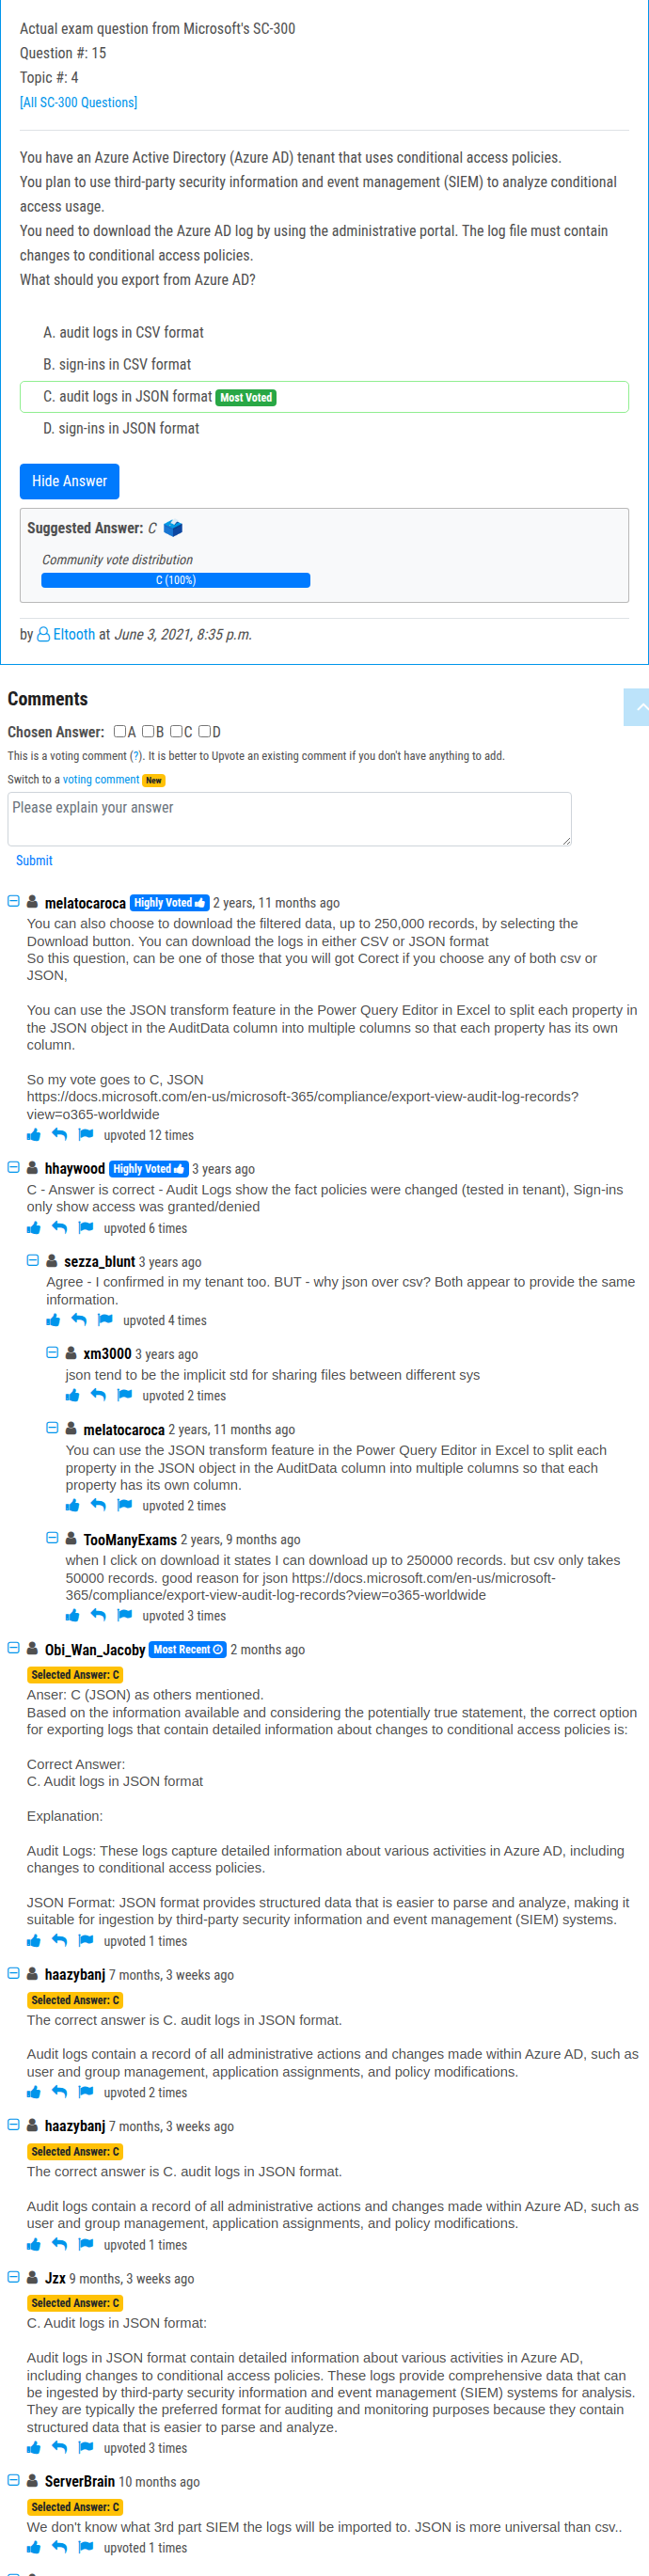 Actual exam question from Microsoft's SC-300
Question #: 15
Topic #: 4
[All SC-300 Questions]
You have an Azure Active Directory (Azure AD) tenant that uses conditional access policies.
You plan to use third-party security information and event management (SIEM) to analyze conditional
access usage.
You need to download the Azure AD log by using the administrative portal. The log file must contain
changes to conditional access policies.
What should you export from Azure AD?
A. audit logs in CSV format
B. sign-ins in CSV format
C. audit logs in JSON format Most Voted
D. sign-ins in JSON format
Hide Answer
Suggested Answer: C
Community vote distribution
C (100%)
by Eltooth at June 3, 2021, 8:35 p.m.
Comments
Chosen Answer: A B C D
This is a voting comment (?). It is better to Upvote an existing comment if you don't have anything to add.
Switch to a voting comment New
Please explain your answer
Submit
melatocaroca Highly Voted 2 years, 11 months ago
You can also choose to download the filtered data, up to 250,000 records, by selecting the
Download button. You can download the logs in either CSV or JSON format
So this question, can be one of those that you will got Corect if you choose any of both csv or
JSON,
You can use the JSON transform feature in the Power Query Editor in Excel to split each property in
the JSON object in the AuditData column into multiple columns so that each property has its own
column.
So my vote goes to C, JSON
https://docs.microsoft.com/en-us/microsoft-365/compliance/export-view-audit-log-records?
view=o365-worldwide
upvoted 12 times
hhaywood Highly Voted 3 years ago
C - Answer is correct - Audit Logs show the fact policies were changed (tested in tenant), Sign-ins
only show access was granted/denied
upvoted 6 times
sezza_blunt 3 years ago
Agree - I confirmed in my tenant too. BUT - why json over csv? Both appear to provide the same
information.
upvoted 4 times
xm3000 3 years ago
json tend to be the implicit std for sharing files between different sys
upvoted 2 times
melatocaroca 2 years, 11 months ago
You can use the JSON transform feature in the Power Query Editor in Excel to split each
property in the JSON object in the AuditData column into multiple columns so that each
property has its own column.
upvoted 2 times
TooManyExams 2 years, 9 months ago
when I click on download it states I can download up to 250000 records. but csv only takes
50000 records. good reason for json https://docs.microsoft.com/en-us/microsoft-
365/compliance/export-view-audit-log-records?view=o365-worldwide
upvoted 3 times
Obi_Wan_Jacoby Most Recent 2 months ago
Selected Answer: C
Anser: C (JSON) as others mentioned.
Based on the information available and considering the potentially true statement, the correct option
for exporting logs that contain detailed information about changes to conditional access policies is:
Correct Answer:
C. Audit logs in JSON format
Explanation:
Audit Logs: These logs capture detailed information about various activities in Azure AD, including
changes to conditional access policies.
JSON Format: JSON format provides structured data that is easier to parse and analyze, making it
suitable for ingestion by third-party security information and event management (SIEM) systems.
upvoted 1 times
haazybanj 7 months, 3 weeks ago
Selected Answer: C
The correct answer is C. audit logs in JSON format.
Audit logs contain a record of all administrative actions and changes made within Azure AD, such as
user and group management, application assignments, and policy modifications.
upvoted 2 times
haazybanj 7 months, 3 weeks ago
Selected Answer: C
The correct answer is C. audit logs in JSON format.
Audit logs contain a record of all administrative actions and changes made within Azure AD, such as
user and group management, application assignments, and policy modifications.
upvoted 1 times
Jzx 9 months, 3 weeks ago
Selected Answer: C
C. Audit logs in JSON format:
Audit logs in JSON format contain detailed information about various activities in Azure AD,
including changes to conditional access policies. These logs provide comprehensive data that can
be ingested by third-party security information and event management (SIEM) systems for analysis.
They are typically the preferred format for auditing and monitoring purposes because they contain
structured data that is easier to parse and analyze.
upvoted 3 times
ServerBrain 10 months ago
Selected Answer: C
We don't know what 3rd part SIEM the logs will be imported to. JSON is more universal than csv..
upvoted 1 times